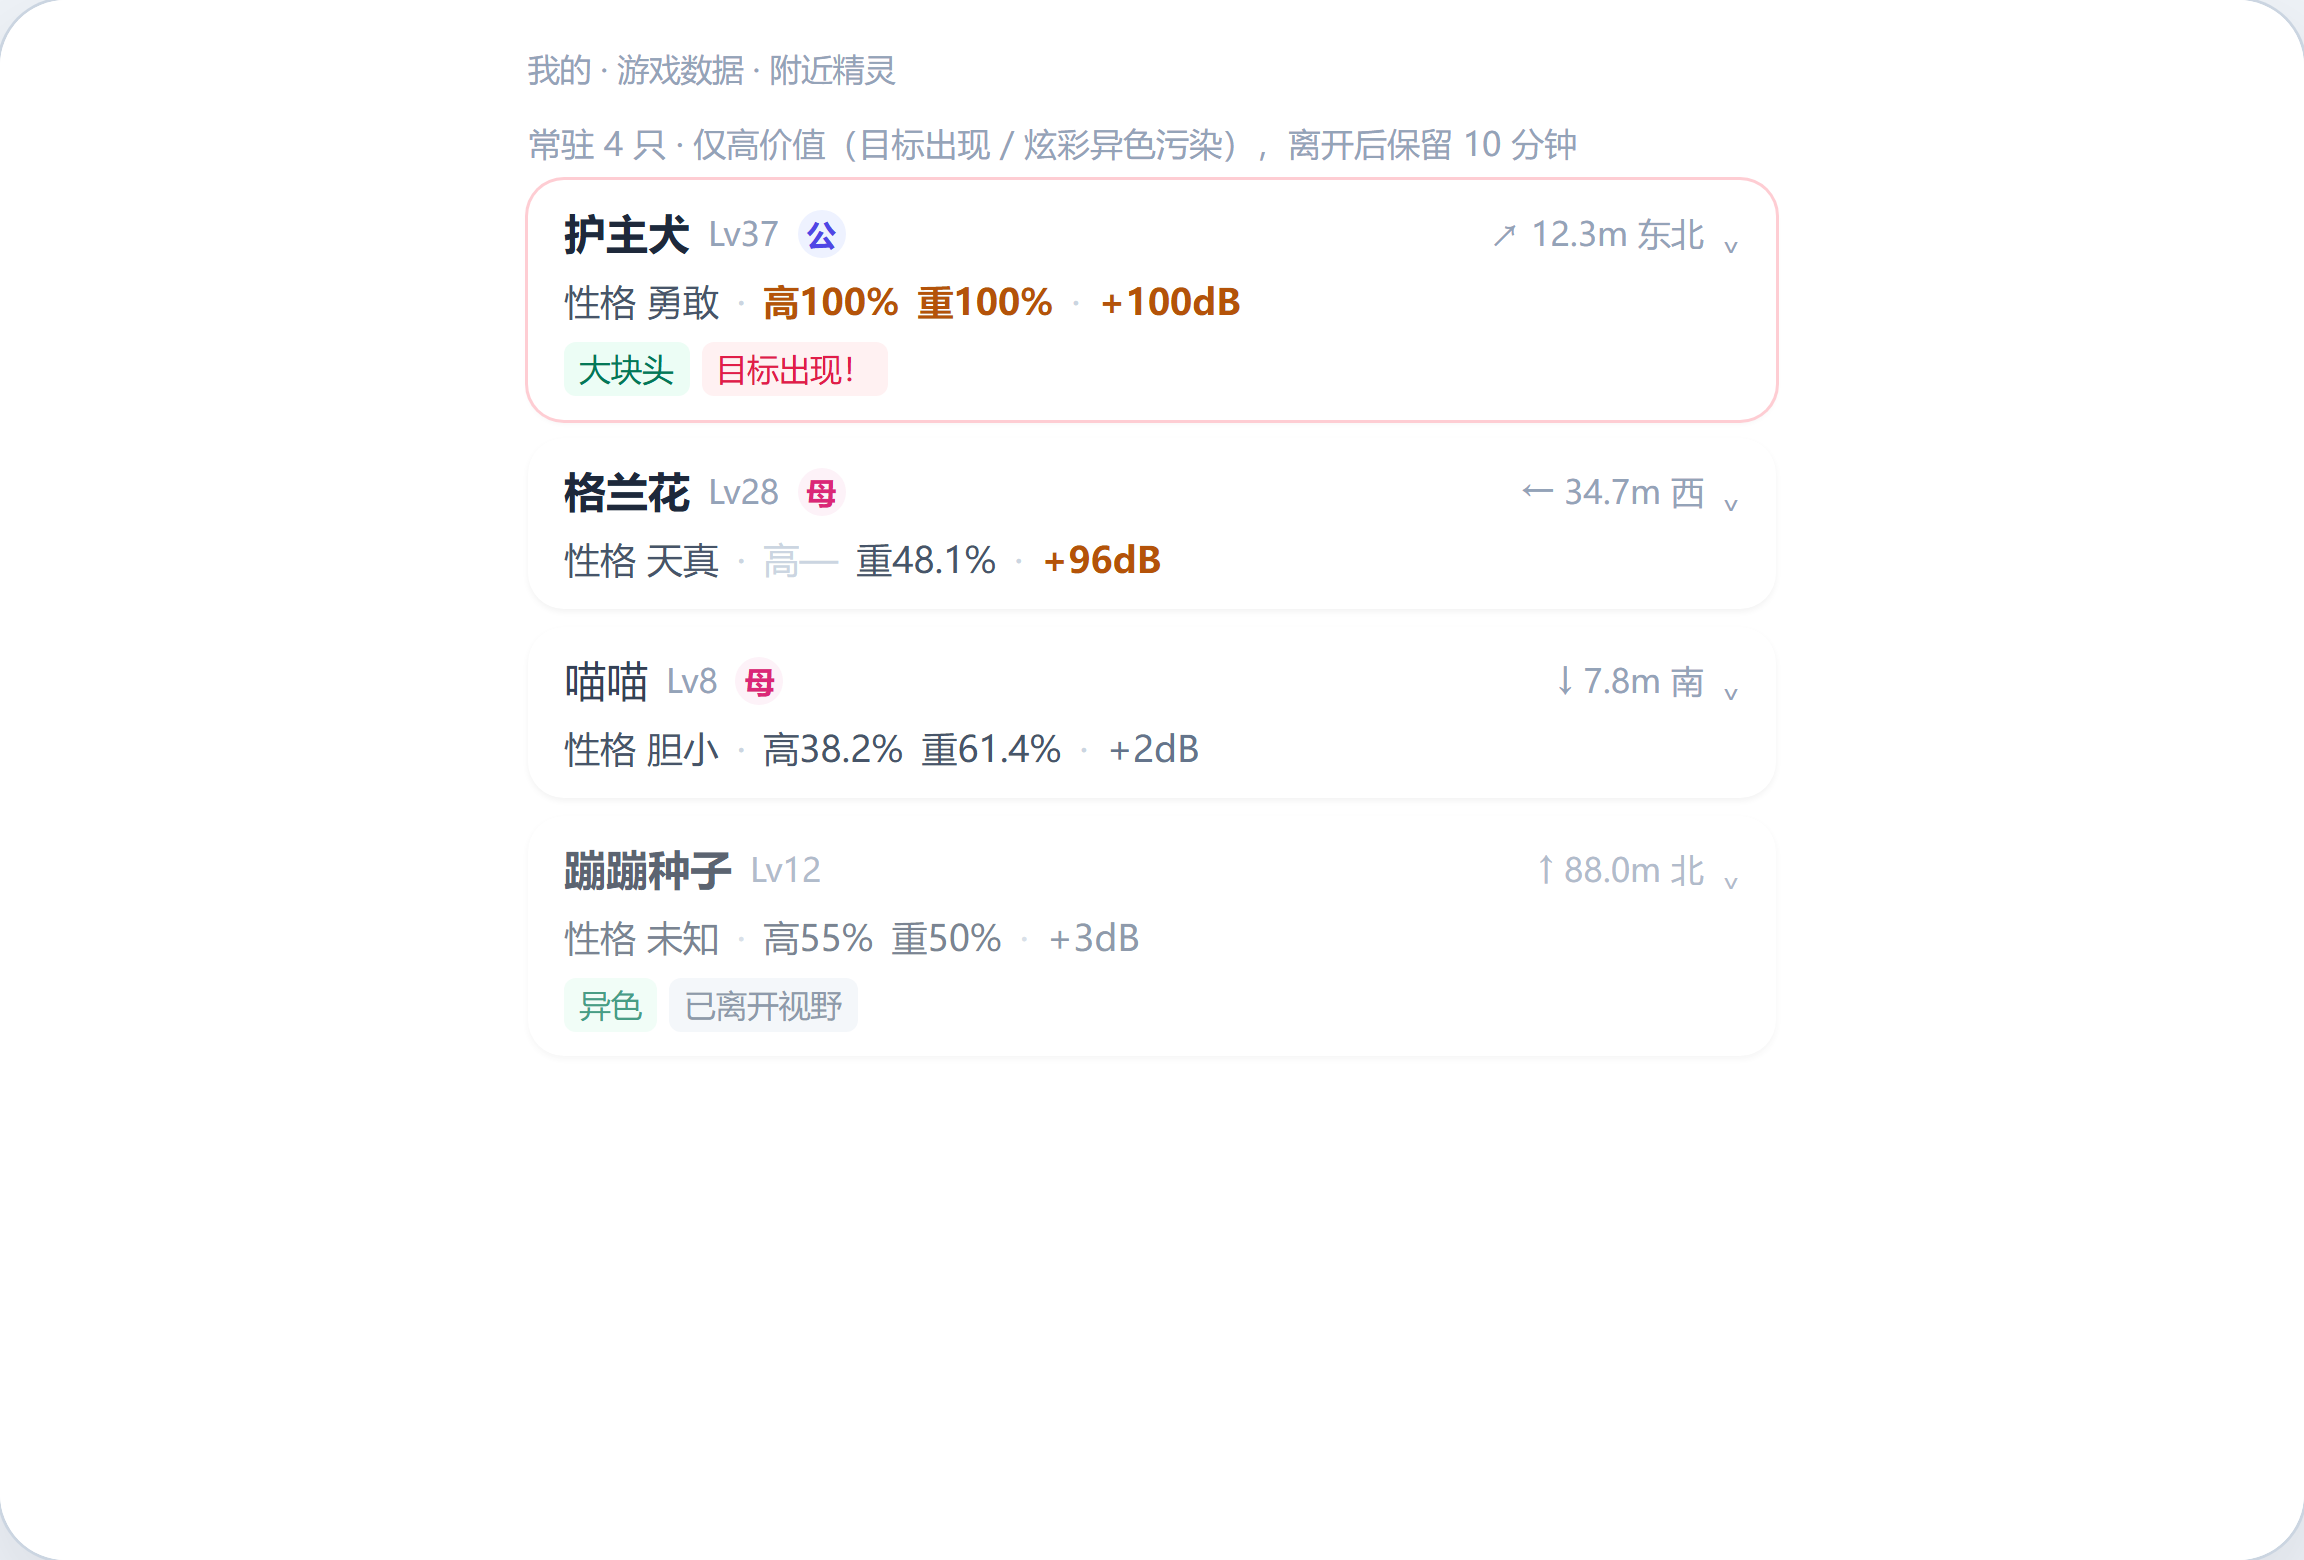 我的 · 游戏数据 · 附近精灵
常驻 4 只 · 仅高价值（目标出现 / 炫彩异色污染），离开后保留 10 分钟
护主犬 Lv37 公 ↗ 12.3m 东北
性格 勇敢 · 高100% 重100% · +100dB
大块头 目标出现！
格兰花 Lv28 母 ← 34.7m 西
性格 天真 · 高— 重48.1% · +96dB
喵喵 Lv8 母 ↓ 7.8m 南
性格 胆小 · 高38.2% 重61.4% · +2dB
蹦蹦种子 Lv12 ↑ 88.0m 北
性格 未知 · 高55% 重50% · +3dB
异色 已离开视野